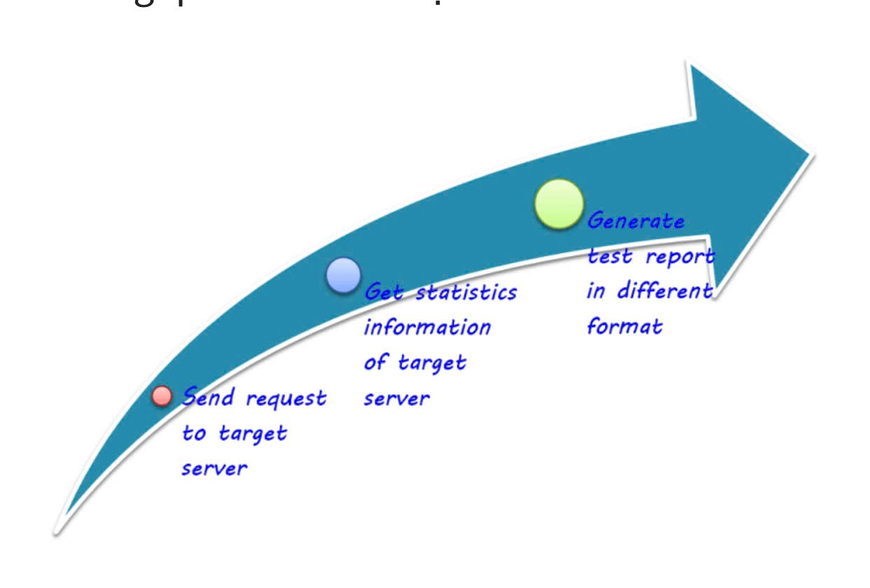 Send request
to target
server
Get statistics
information
of target
server
Generate
test report
in different
format